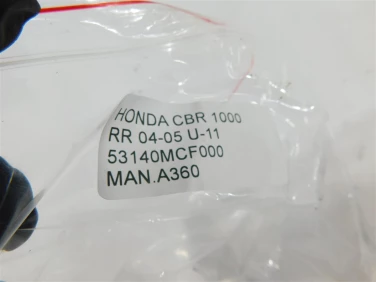 HONDA CBR 1000
RR 04-05 U-11
53140MCF000
MAN.A360